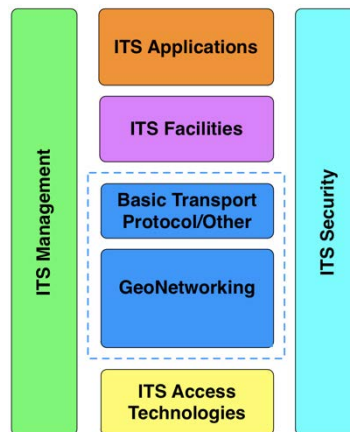 ITS Management
ITS Applications
ITS Facilities
Basic Transport
Protocol/Other
GeoNetworking
ITS Access
Technologies
ITS Security